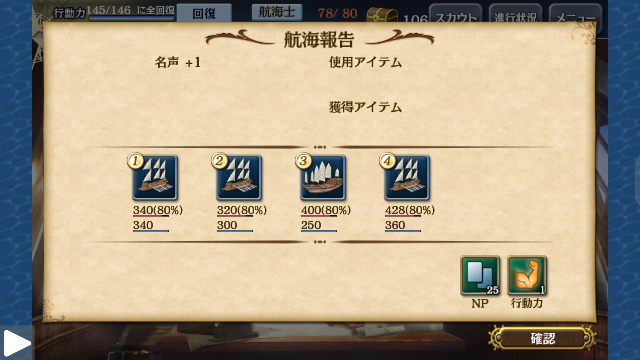 行動力 145/146 に全回復 回復 航海士 78/ 80 106 スカウト 進行状況 メニュー
航海報告
名声 +1 使用アイテム
獲得アイテム
1 2 3 4
340(80%) 320(80%) 400(80%) 428(80%)
340 300 250 360
25 1
NP 行動力
確認